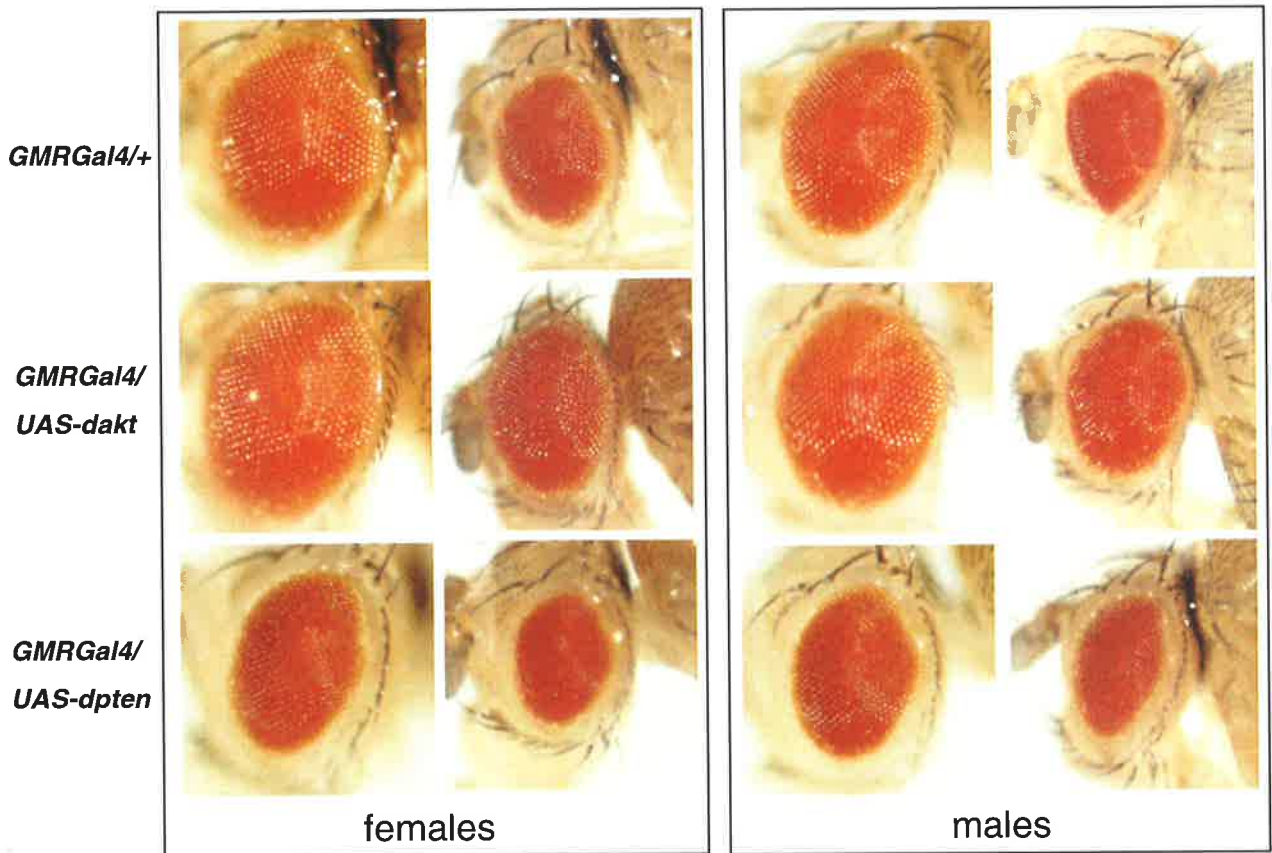 GMRGal4/+
GMRGal4/
UAS-dakt
GMRGal4/
UAS-dpten
females
males